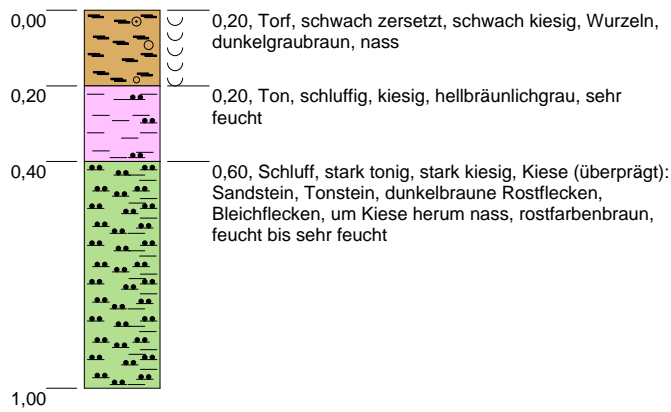 0,00
0,20, Torf, schwach zersetzt, schwach kiesig, Wurzeln,
dunkelgraubraun, nass
0,20
0,20, Ton, schluffig, kiesig, hellbräunlichgrau, sehr
feucht
0,40
0,60, Schluff, stark tonig, stark kiesig, Kiese (überprägt):
Sandstein, Tonstein, dunkelbraune Rostflecken,
Bleichflecken, um Kiese herum nass, rostfarbenbraun,
feucht bis sehr feucht
1,00